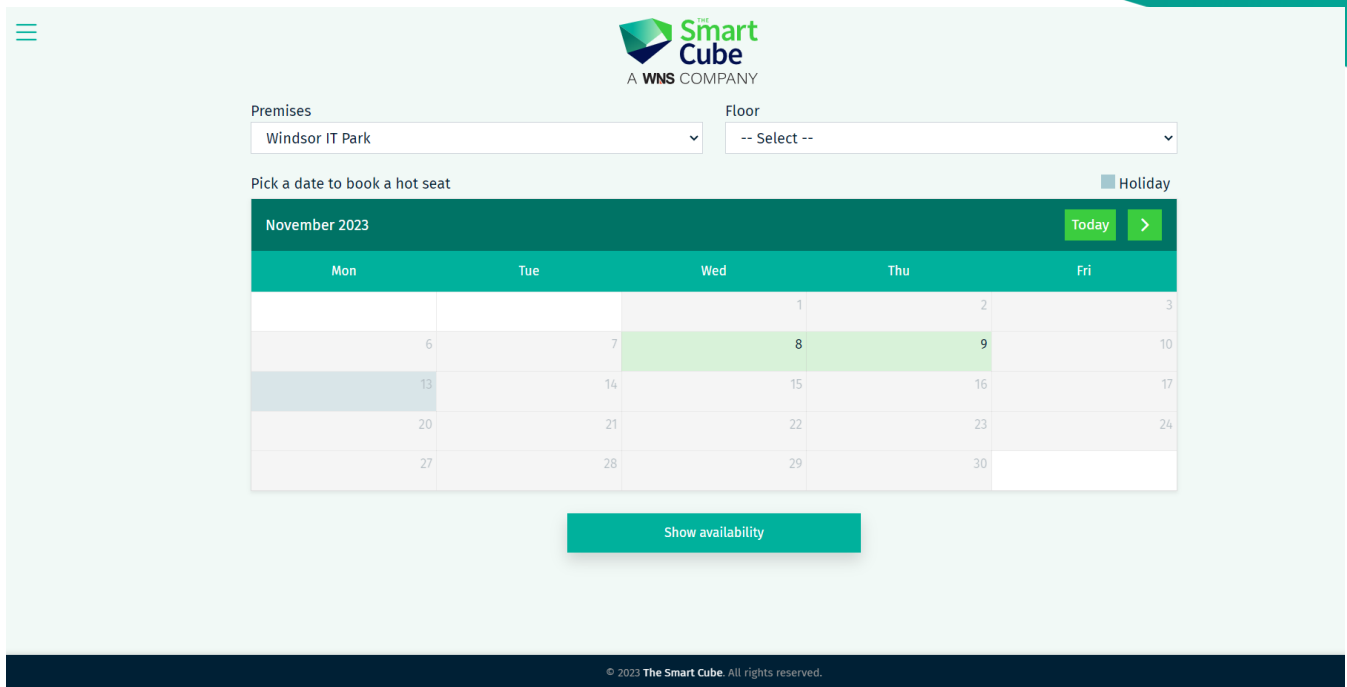 THE
Smart
Cube
A WNS COMPANY
Premises
Floor
Windsor IT Park
-- Select --
Pick a date to book a hot seat
Holiday
November 2023
Today
Mon Tue Wed Thu Fri
1 2 3
6 7 8 9 10
13 14 15 16 17
20 21 22 23 24
27 28 29 30
Show availability
© 2023 The Smart Cube. All rights reserved.